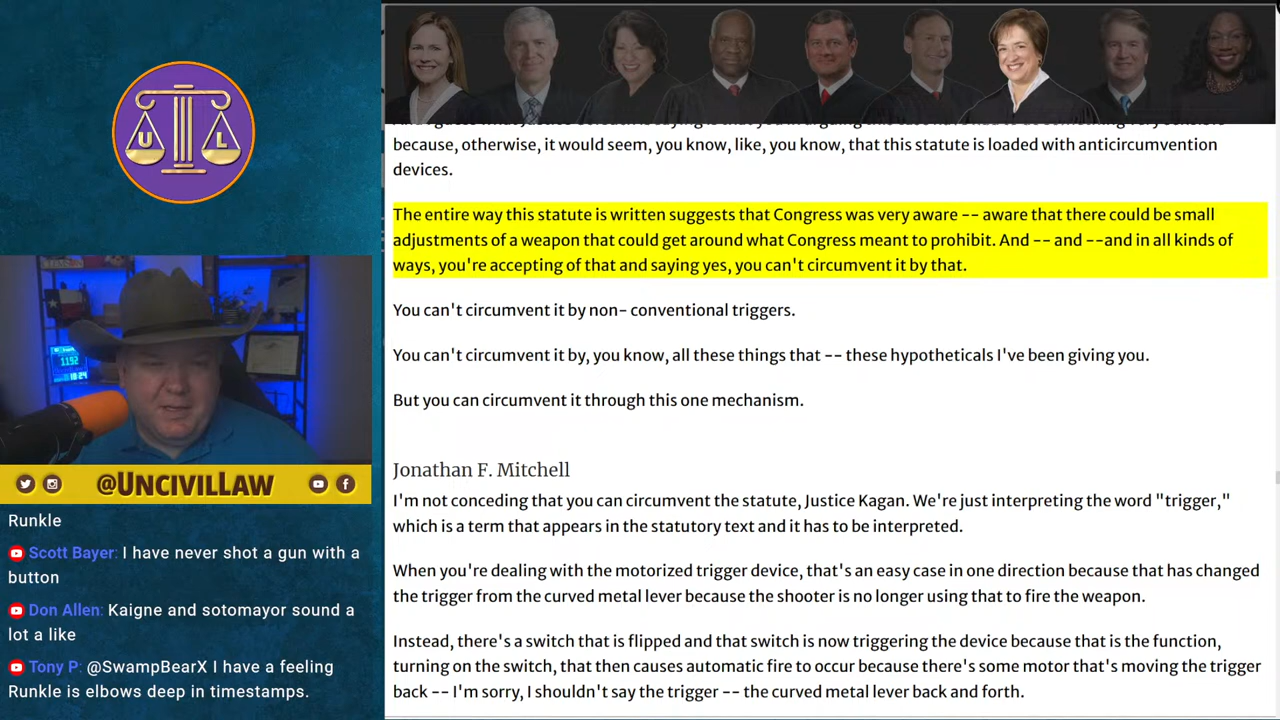 U L
because, otherwise, it would seem, you know, like, you know, that this statute is loaded with anticircumvention
devices.
The entire way this statute is written suggests that Congress was very aware -- aware that there could be small
adjustments of a weapon that could get around what Congress meant to prohibit. And -- and --and in all kinds of
ways, you're accepting of that and saying yes, you can't circumvent it by that.
You can't circumvent it by non- conventional triggers.
You can't circumvent it by, you know, all these things that -- these hypotheticals I've been giving you.
But you can circumvent it through this one mechanism.
Jonathan F. Mitchell
I'm not conceding that you can circumvent the statute, Justice Kagan. We're just interpreting the word "trigger,"
which is a term that appears in the statutory text and it has to be interpreted.
When you're dealing with the motorized trigger device, that's an easy case in one direction because that has changed
the trigger from the curved metal lever because the shooter is no longer using that to fire the weapon.
Instead, there's a switch that is flipped and that switch is now triggering the device because that is the function,
turning on the switch, that then causes automatic fire to occur because there's some motor that's moving the trigger
back -- I'm sorry, I shouldn't say the trigger -- the curved metal lever back and forth.
1192
@UNCIVILLAW
Runkle
Scott Bayer: I have never shot a gun with a
button
Don Allen: Kaigne and sotomayor sound a
lot a like
Tony P: @SwampBearX I have a feeling
Runkle is elbows deep in timestamps.